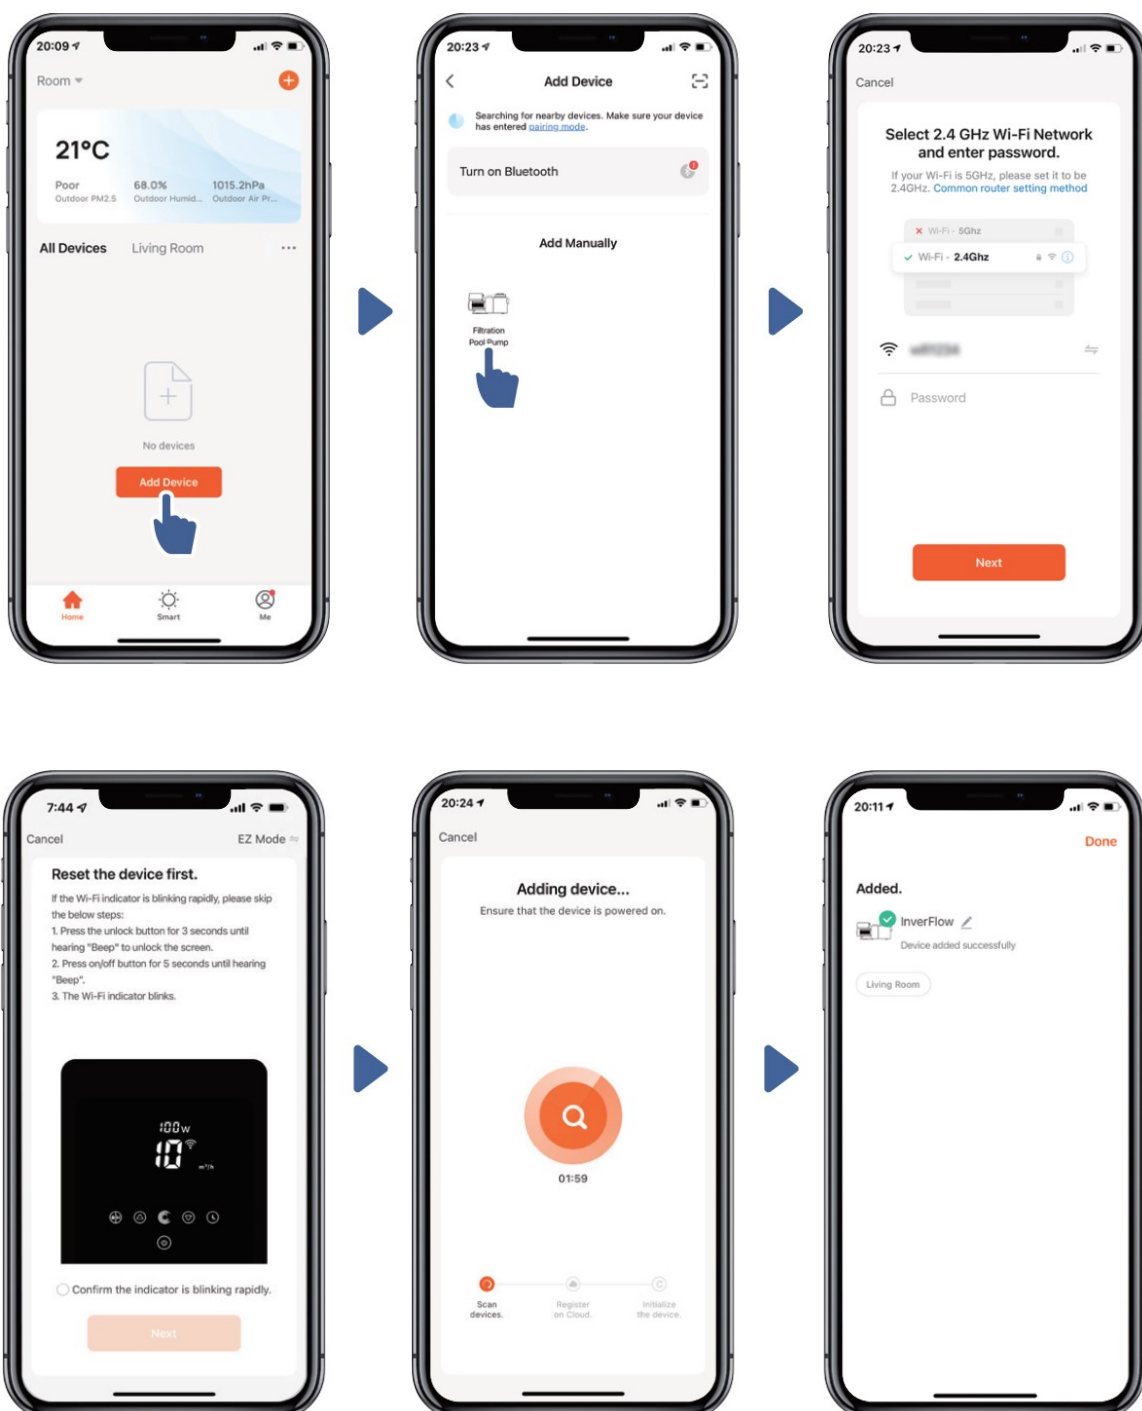 20:09
Room
21°C
Poor
Outdoor PM2.5
68.0%
Outdoor Humid...
1015.2hPa
Outdoor Air Pr...
All Devices
Living Room
...
No devices
Add Device
Home
Smart
Me
20:23
Add Device
Searching for nearby devices. Make sure your device
has entered pairing mode.
Turn on Bluetooth
Add Manually
Filtration
Pool Pump
20:23
Cancel
Select 2.4 GHz Wi-Fi Network
and enter password.
If your Wi-Fi is 5GHz, please set it to be
2.4GHz. Common router setting method
Wi-Fi - 5Ghz
Wi-Fi - 2.4Ghz
Password
Next
7:44
Cancel
EZ Mode
Reset the device first.
If the Wi-Fi indicator is blinking rapidly, please skip
the below steps:
1. Press the unlock button for 3 seconds until
hearing "Beep" to unlock the screen.
2. Press on/off button for 5 seconds until hearing
"Beep".
3. The Wi-Fi indicator blinks.
100w
10
m³/h
Confirm the indicator is blinking rapidly.
Next
20:24
Cancel
Adding device...
Ensure that the device is powered on.
01:59
Scan
devices.
Register
on Cloud.
Initialize
the device.
20:11
Done
Added.
InverFlow
Device added successfully
Living Room